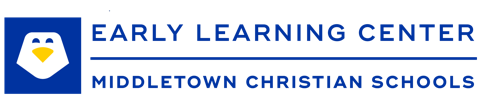 EARLY LEARNING CENTER
MIDDLETOWN CHRISTIAN SCHOOLS